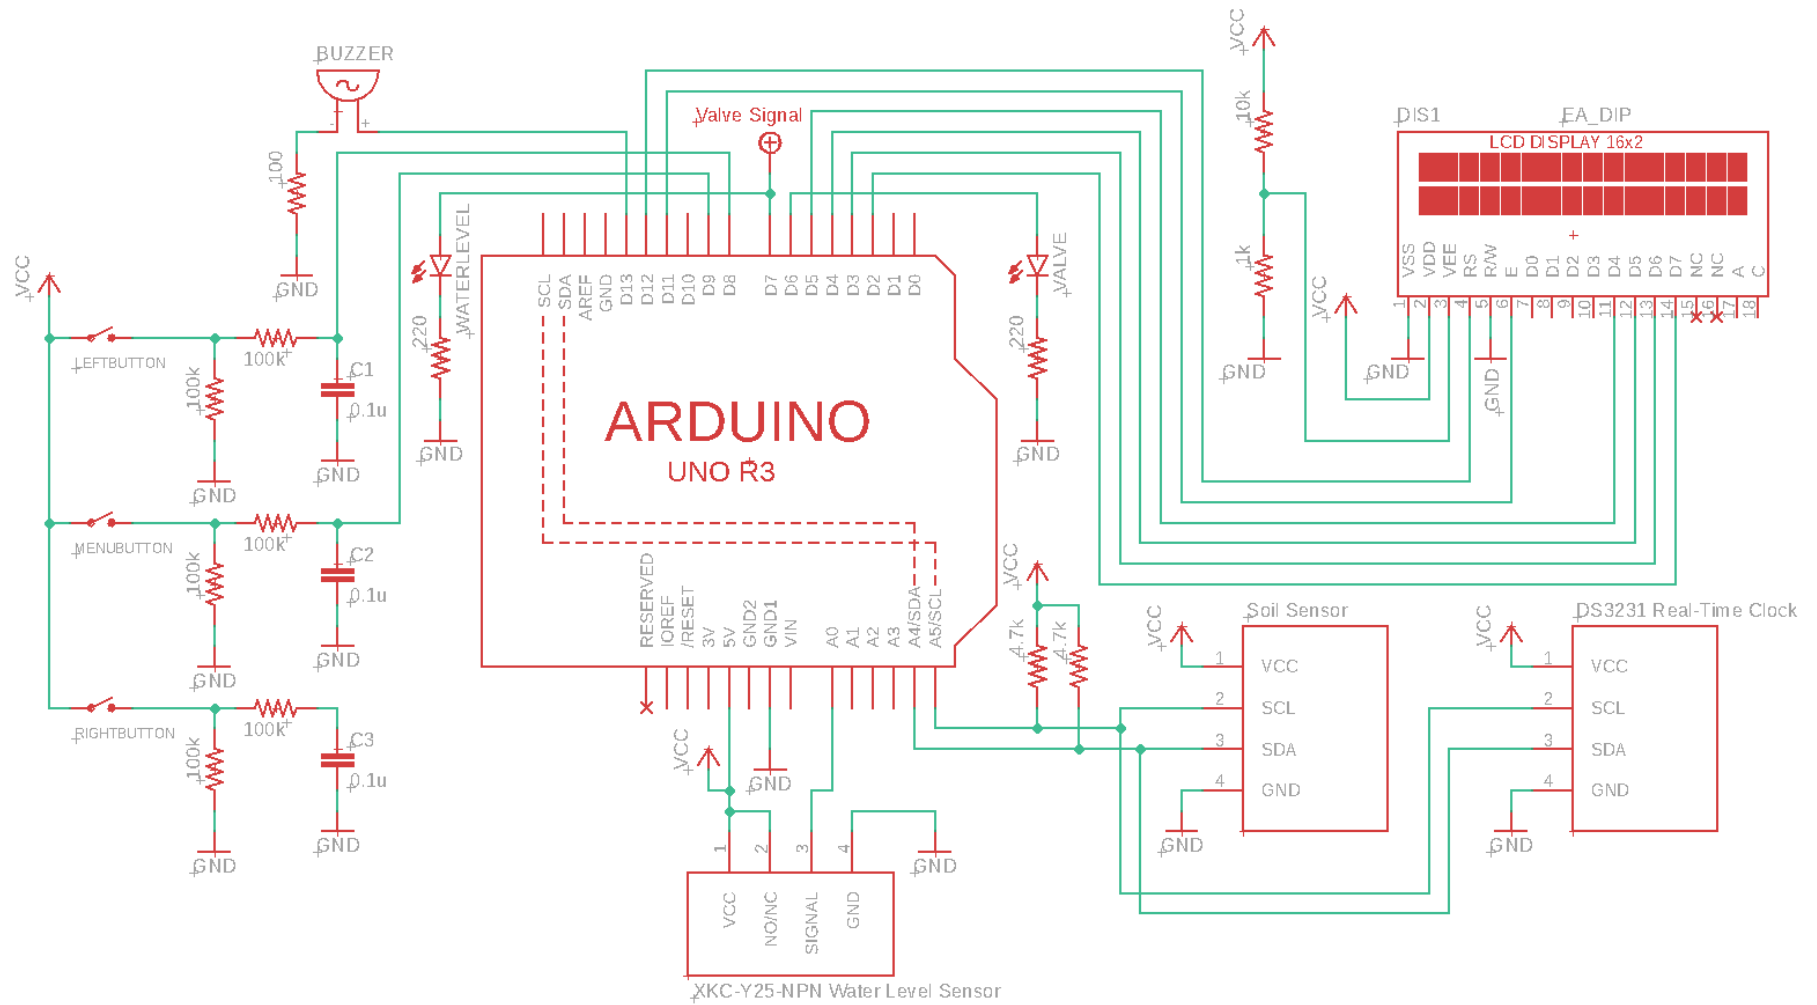 BUZZER
-
+
100
GND
Valve Signal
VCC
10k
1k
GND
DIS1
EA_DIP
LCD DISPLAY 16x2
VSS
VDD
VEE
RS
R/W
E
D0
D1
D2
D3
D4
D5
D6
D7
NC
NC
A
C
1
2
3
4
5
6
7
8
9
10
11
12
13
14
15
16
17
18
VCC
GND
GND
WATERLEVEL
220
GND
VALVE
220
GND
SCL
SDA
AREF
GND
D13
D12
D11
D10
D9
D8
D7
D6
D5
D4
D3
D2
D1
D0
ARDUINO
UNO R3
RESERVED
IOREF
/RESET
3V
5V
GND2
GND1
VIN
A0
A1
A2
A3
A4/SDA
A5/SCL
VCC
LEFTBUTTON
100k
100k
C1
0.1u
GND
GND
MENUBUTTON
100k
100k
C2
0.1u
GND
GND
RIGHTBUTTON
100k
100k
C3
0.1u
GND
GND
VCC
4.7k
4.7k
VCC
GND
GND
1
2
3
4
VCC
NO/NC
SIGNAL
GND
XKC-Y25-NPN Water Level Sensor
Soil Sensor
VCC
1
VCC
2
SCL
3
SDA
4
GND
GND
DS3231 Real-Time Clock
VCC
1
VCC
2
SCL
3
SDA
4
GND
GND